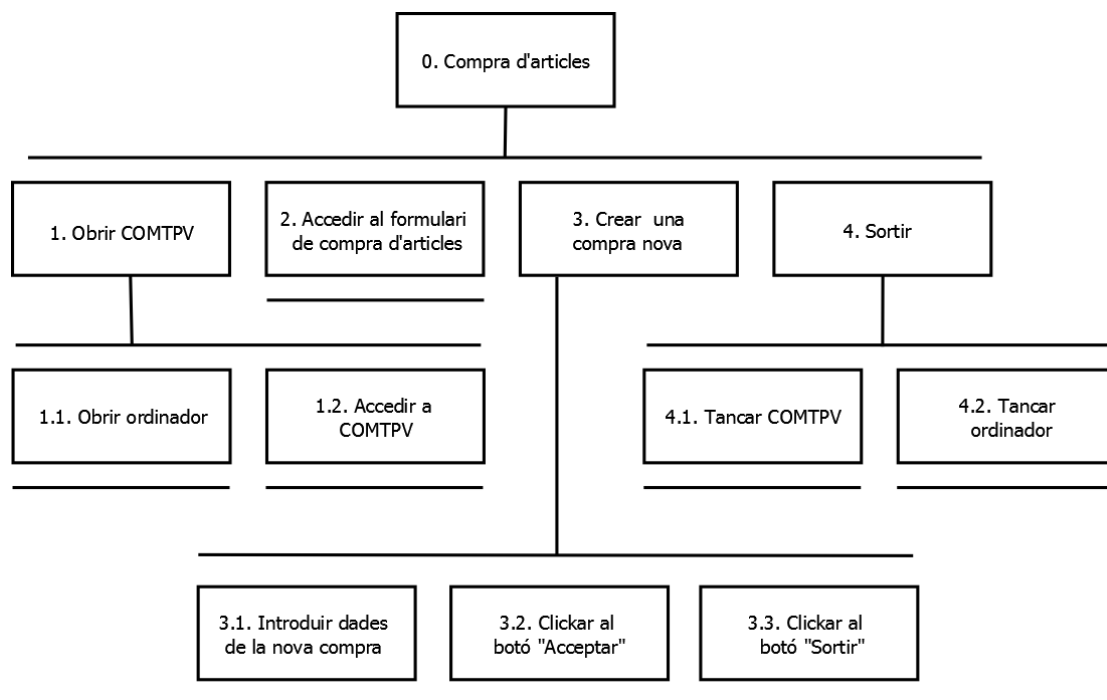 0. Compra d'articles
1. Obrir COMTPV
2. Accedir al formulari
de compra d'articles
3. Crear una
compra nova
4. Sortir
1.1. Obrir ordinador
1.2. Accedir a
COMTPV
4.1. Tancar COMTPV
4.2. Tancar
ordinador
3.1. Introduir dades
de la nova compra
3.2. Clickar al
botó "Acceptar"
3.3. Clickar al
botó "Sortir"